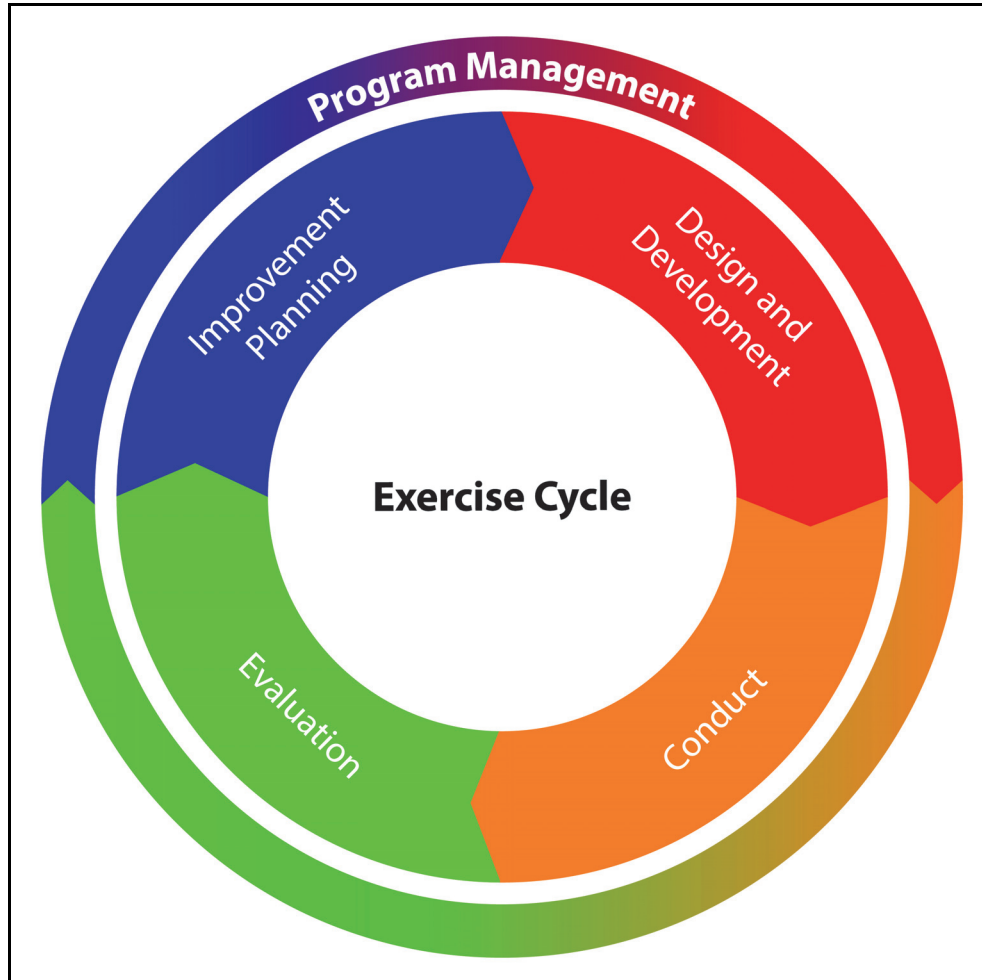 Program Management
Improvement
Planning
Design and
Development
Exercise Cycle
Evaluation
Conduct